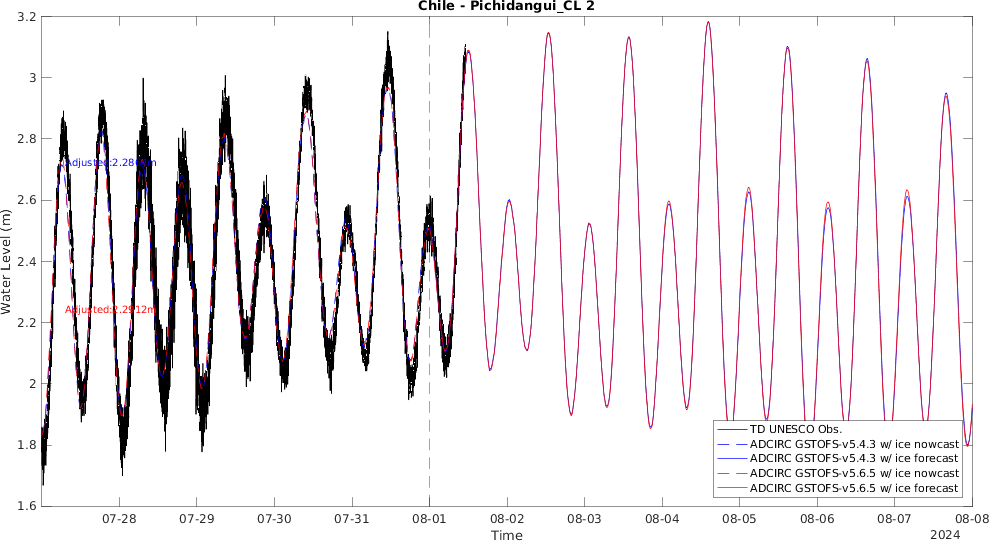 Chile - Pichidangui_CL 2
3.2
3
2.8
2.6
2.4
2.2
2
1.8
1.6
Water Level (m)
Adjusted:2.2912m
TD UNESCO Obs.
ADCIRC GSTOFS-v5.4.3 w/ ice nowcast
ADCIRC GSTOFS-v5.4.3 w/ ice forecast
ADCIRC GSTOFS-v5.6.5 w/ ice nowcast
ADCIRC GSTOFS-v5.6.5 w/ ice forecast
07-28 07-29 07-30 07-31 08-01 08-02 08-03 08-04 08-05 08-06 08-07 08-08
Time
2024